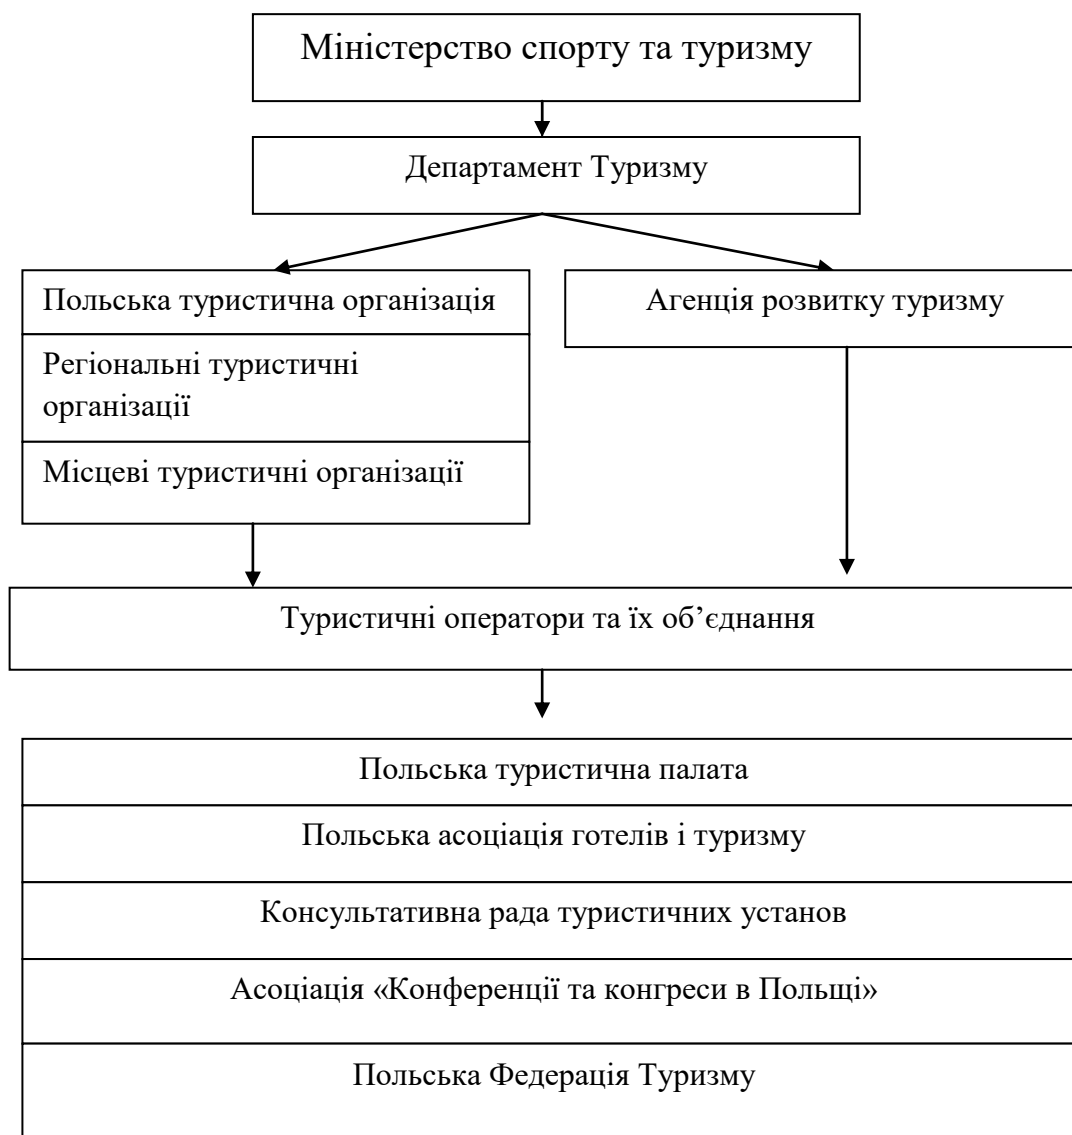 Міністерство спорту та туризму
Департамент Туризму
Польська туристична організація
Агенція розвитку туризму
Регіональні туристичні
організації
Місцеві туристичні організації
Туристичні оператори та їх об’єднання
Польська туристична палата
Польська асоціація готелів і туризму
Консультативна рада туристичних установ
Асоціація «Конференції та конгреси в Польщі»
Польська Федерація Туризму